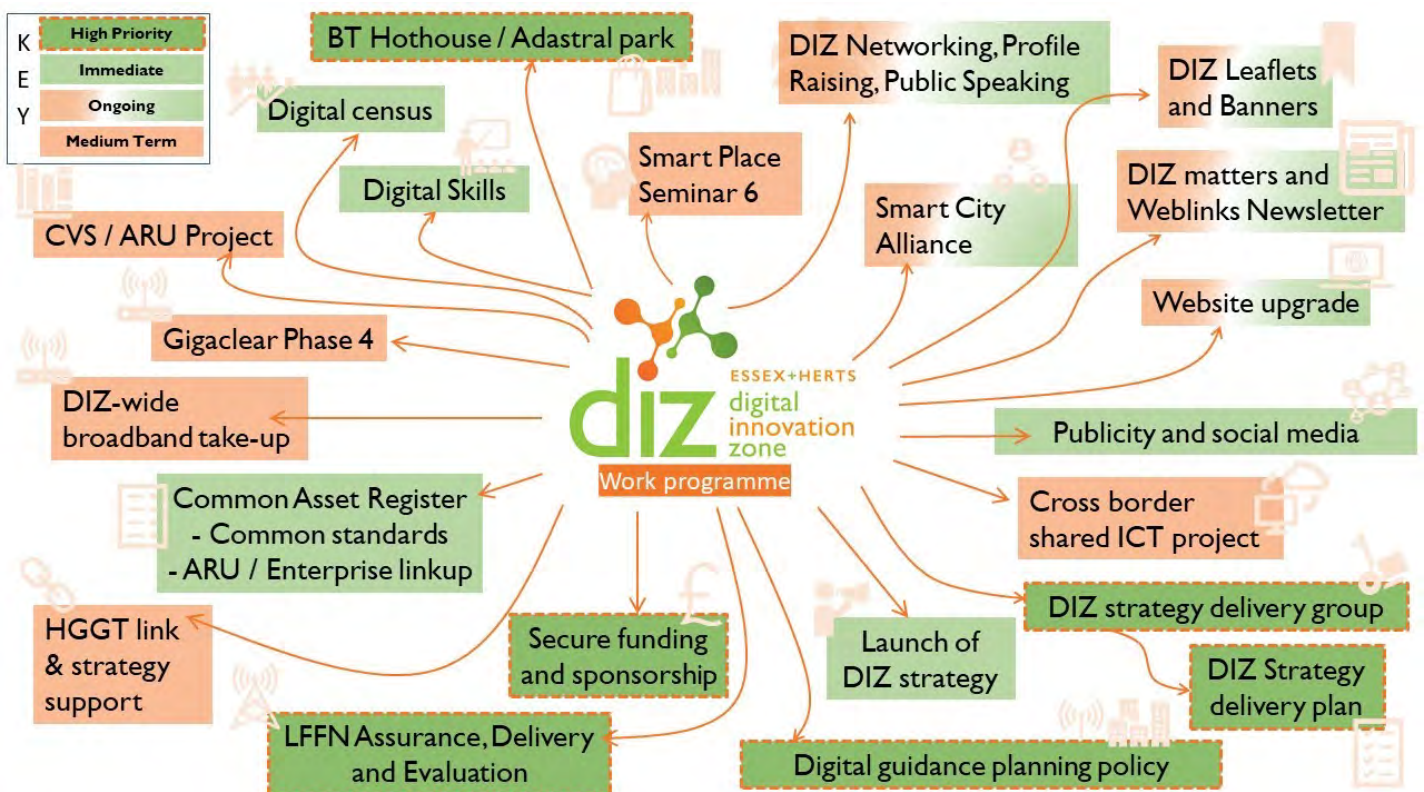 K
E
Y
High Priority
Immediate
Ongoing
Medium Term
BT Hothouse / Adastral park
Digital census
Digital Skills
CVS / ARU Project
Gigaclear Phase 4
DIZ-wide
broadband take-up
Common Asset Register
- Common standards
- ARU / Enterprise linkup
HGGT link
& strategy
support
LFFN Assurance, Delivery
and Evaluation
Secure funding
and sponsorship
£
Smart Place
Seminar 6
DIZ Networking, Profile
Raising, Public Speaking
Smart City
Alliance
DIZ Leaflets
and Banners
DIZ matters and
Weblinks Newsletter
Website upgrade
Publicity and social media
Cross border
shared ICT project
DIZ strategy delivery group
DIZ Strategy
delivery plan
Launch of
DIZ strategy
Digital guidance planning policy
diz
ESSEX+HERTS
digital
innovation
zone
Work programme